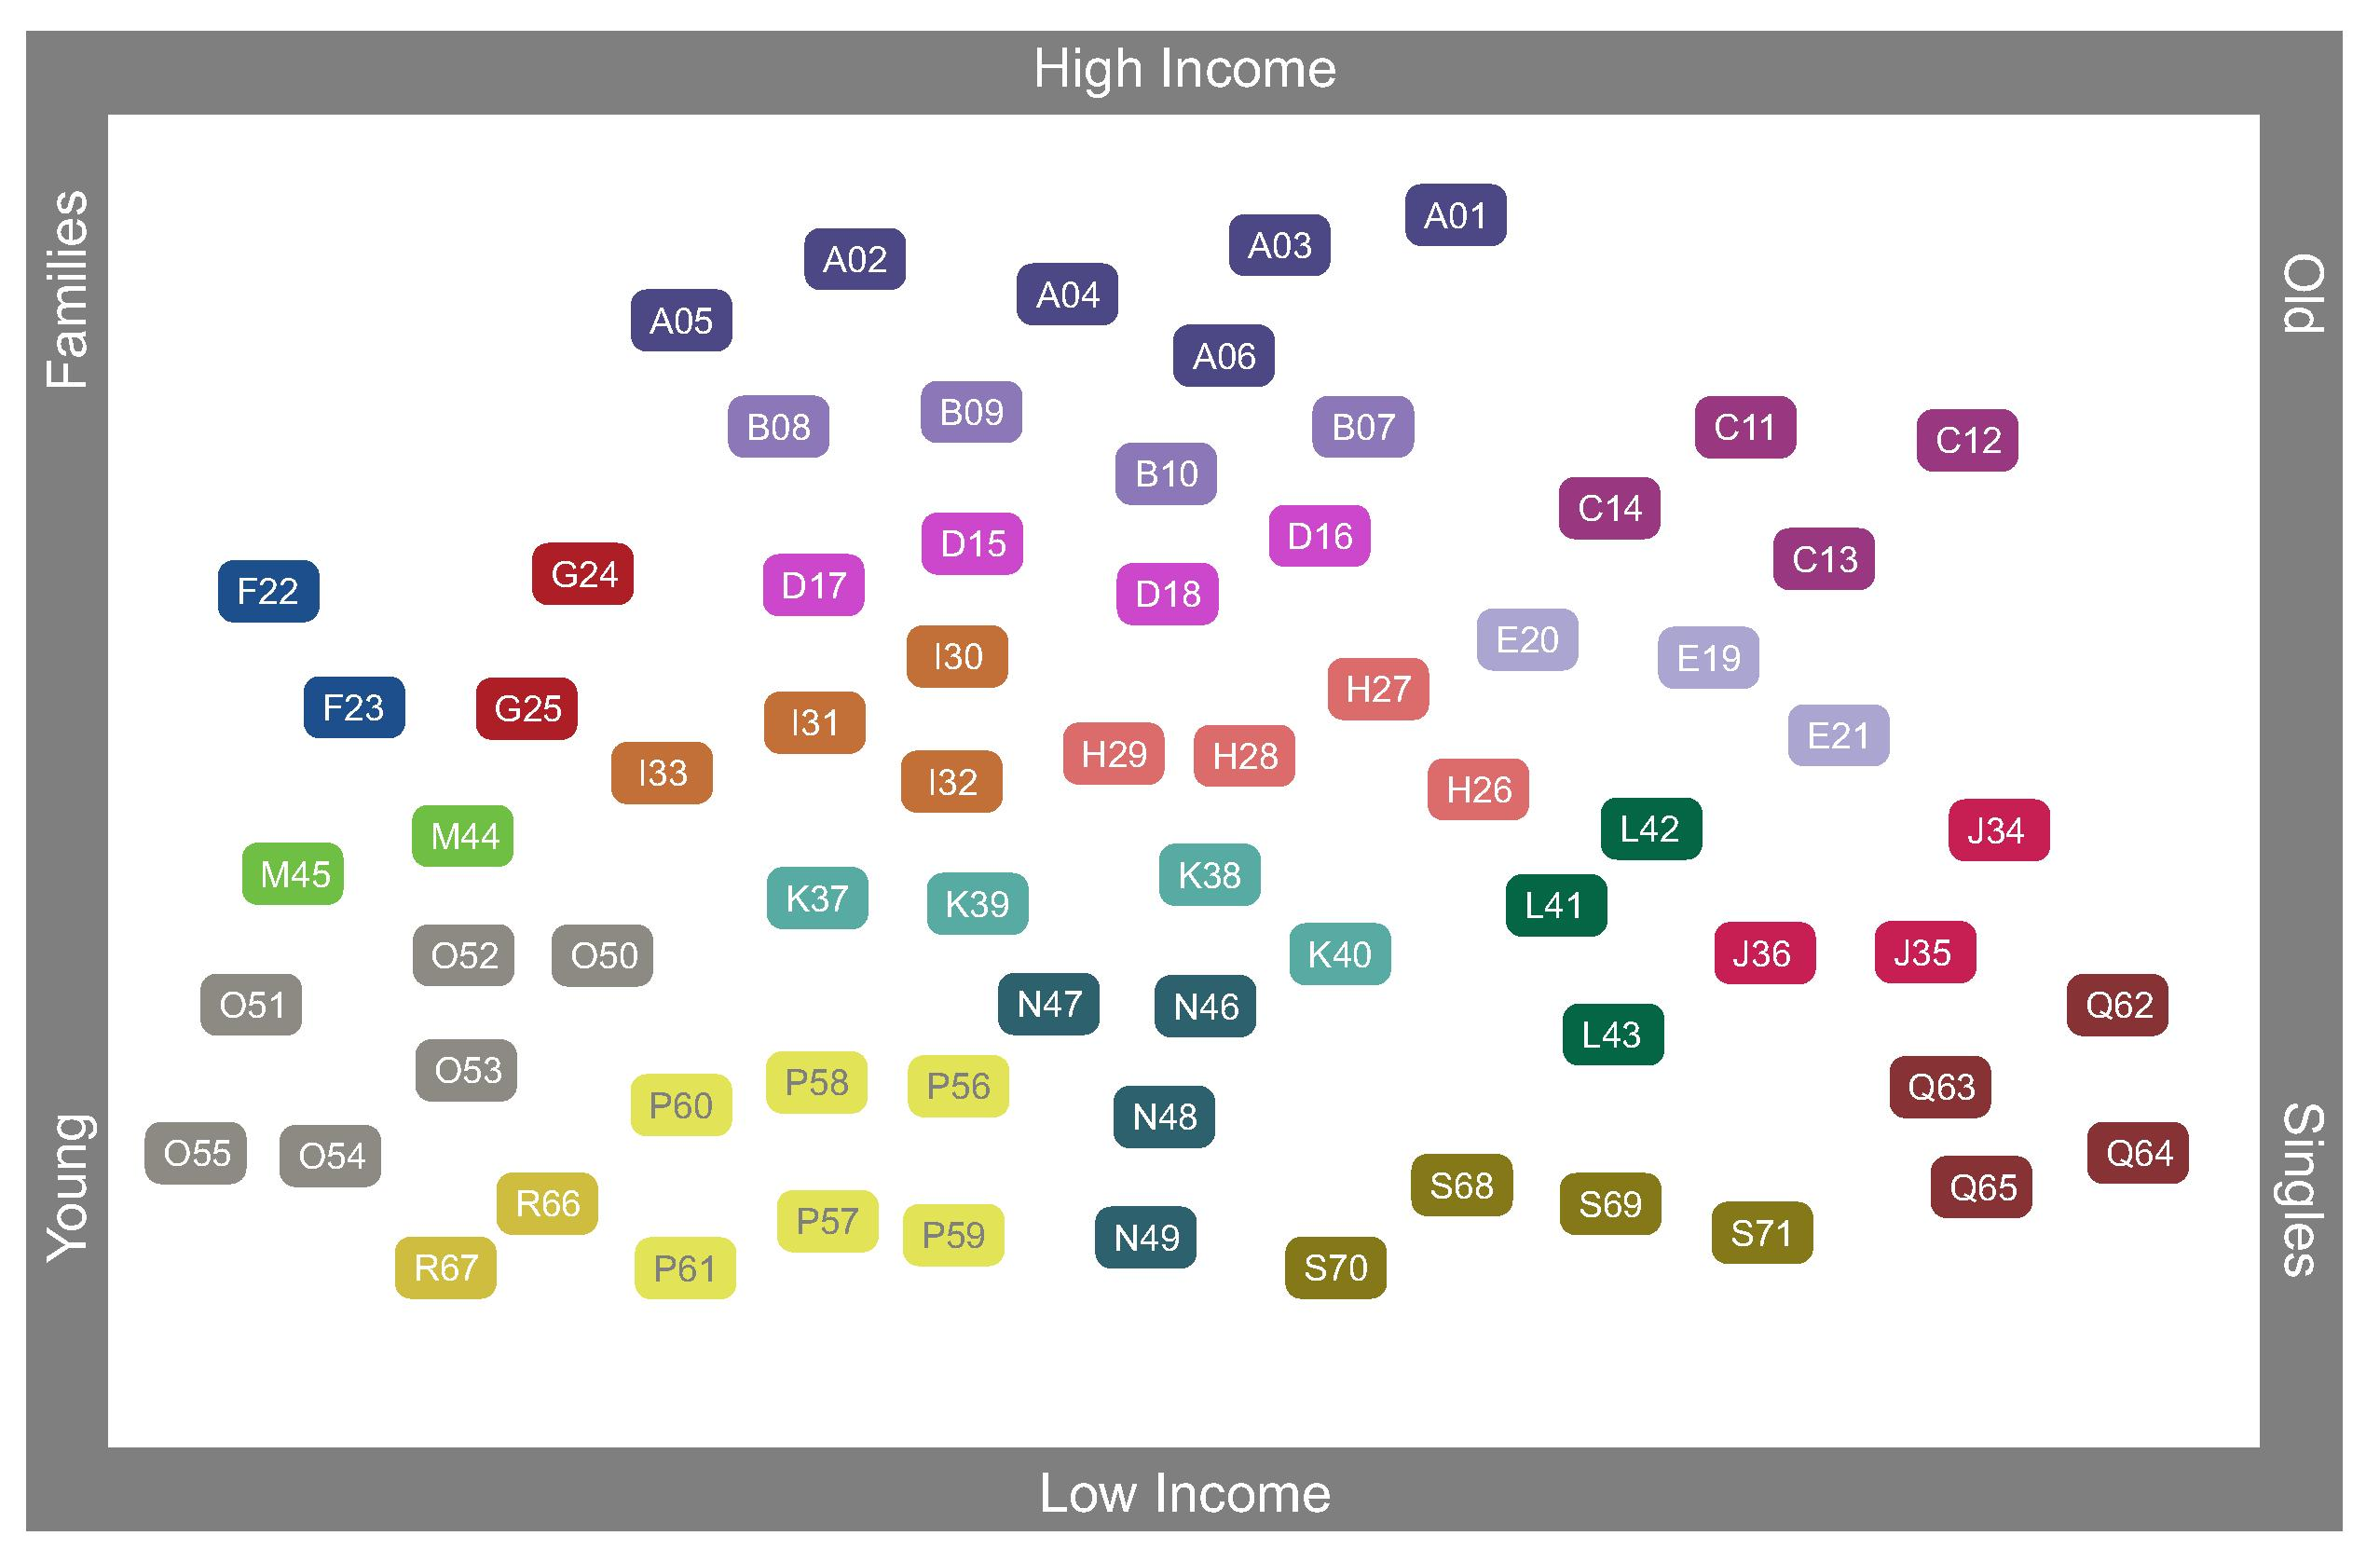 High Income
Families
Old
A01
A03
A02
A04
A05
A06
B09
B08
B07
C11
C12
B10
C14
D16
D15
C13
G24
D17
F22
D18
E20
I30
E19
H27
F23
G25
I31
E21
H29
H28
I33
I32
H26
L42
J34
M44
M45
K38
K37
K39
L41
J36
J35
K40
O52
O50
O51
N47
N46
Q62
L43
O53
P58
P56
Q63
P60
N48
Young
Singles
O55
O54
Q64
S68
Q65
R66
S69
P57
S71
P59
N49
R67
P61
S70
Low Income